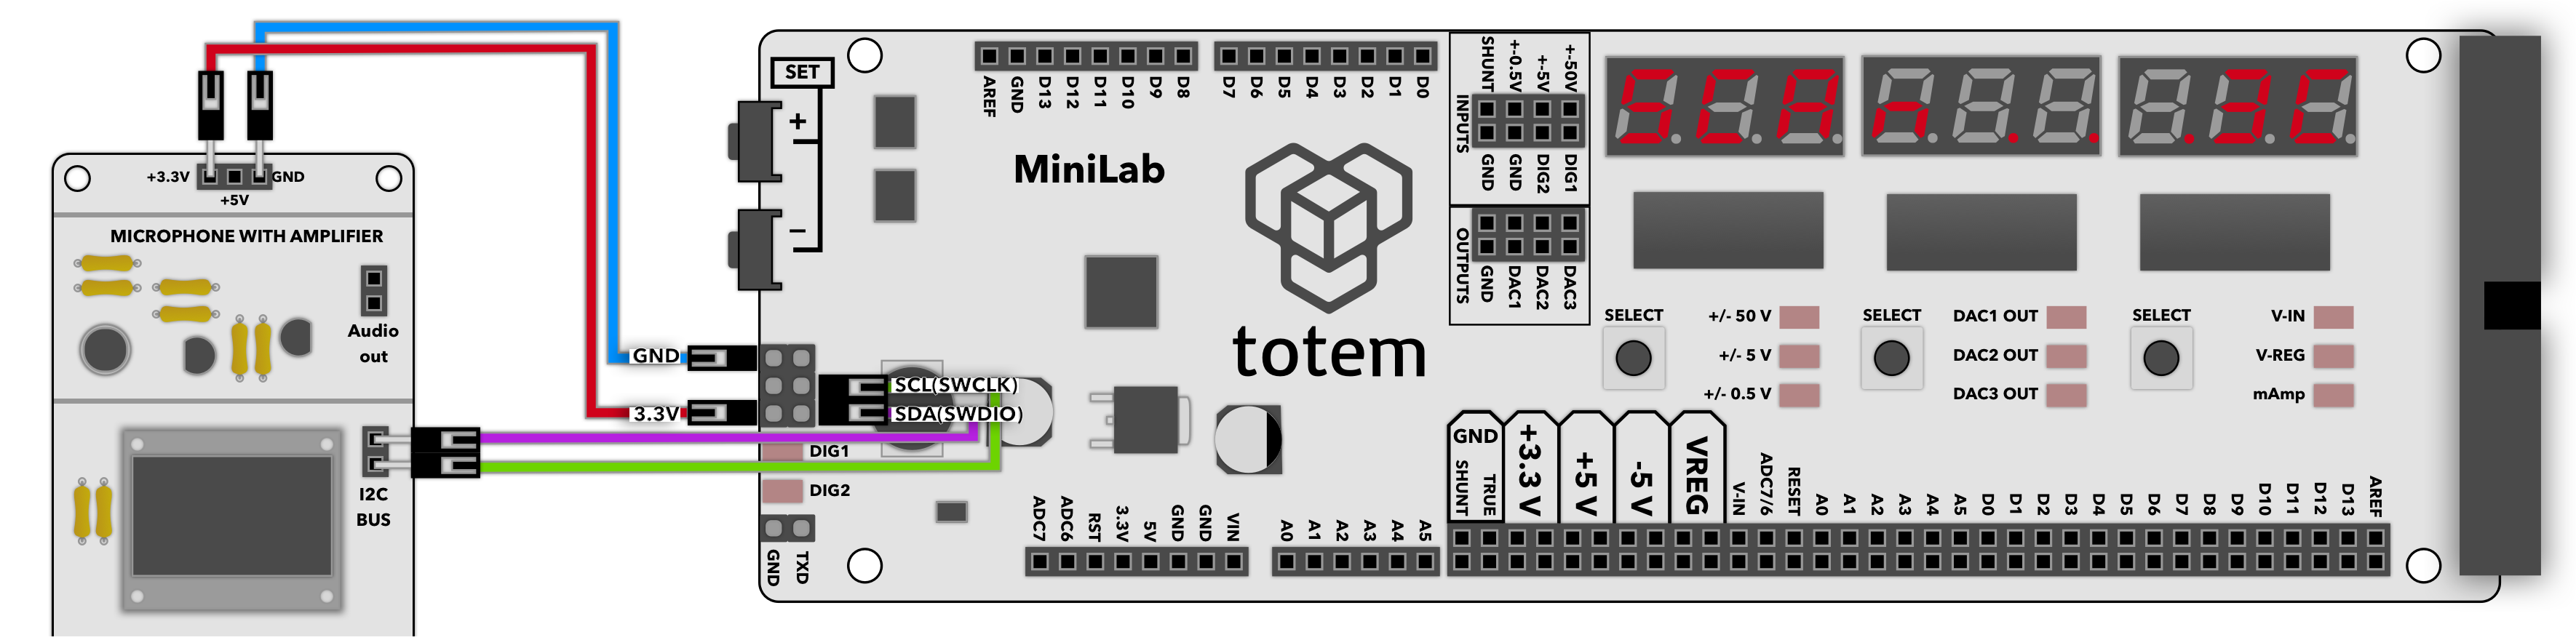 +3.3V
GND
+5V
MICROPHONE WITH AMPLIFIER
Audio
out
I2C
BUS
GND
3.3V
SET
+
−
SCL(SWCLK)
SDA(SWDIO)
DIG1
DIG2
GND TXD
AREF GND D13 D12 D11 D10 D9 D8
D7 D6 D5 D4 D3 D2 D1 D0
MiniLab
totem
ADC7 ADC6 RST 3.3V 5V GND GND VIN
A0 A1 A2 A3 A4 A5
INPUTS
SHUNT +-0.5V +-5V +-50V
GND GND DIG2 DIG1
OUTPUTS
GND DAC1 DAC2 DAC3
SCAn 3C
SELECT
+/- 50 V
+/- 5 V
+/- 0.5 V
SELECT
DAC1 OUT
DAC2 OUT
DAC3 OUT
SELECT
V-IN
V-REG
mAmp
GND
SHUNT TRUE
+3.3 V
+5 V
-5 V
VREG
V-IN ADC7/6 RESET A0 A1 A2 A3 A4 A5 D0 D1 D2 D3 D4 D5 D6 D7 D8 D9 D10 D11 D12 D13 AREF